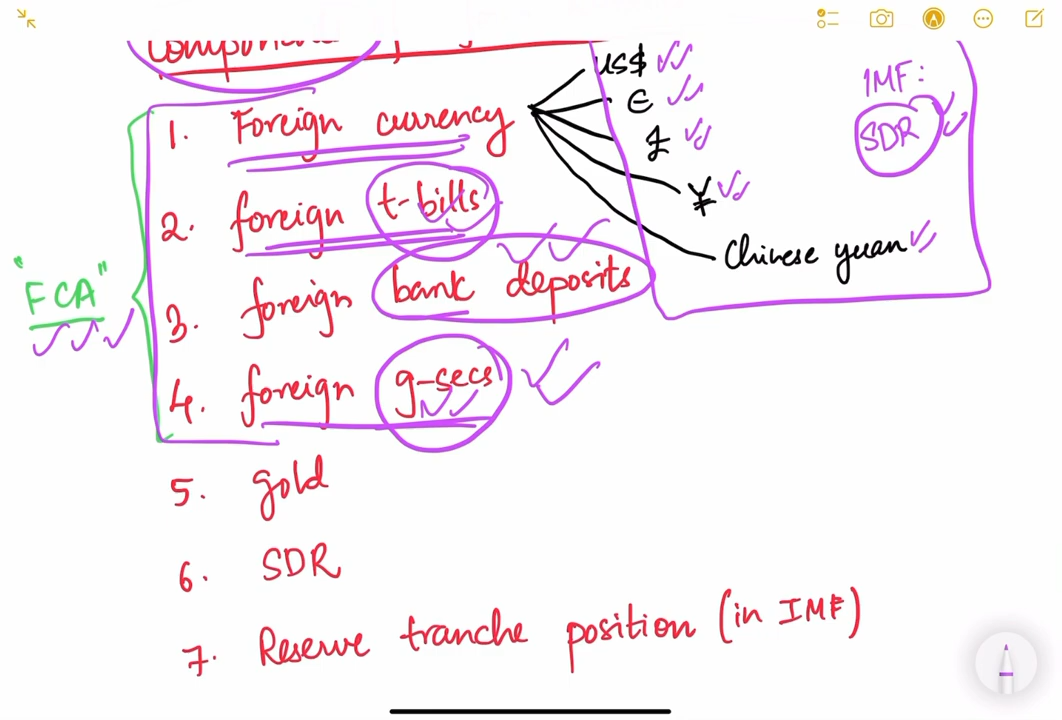 Components
US$
€
IMF:
SDR
1. Foreign currency
£
2. foreign t-bills
¥
Chinese yuan
"FCA"
3. foreign bank deposits
4. foreign g-secs
5. gold
6. SDR
7. Reserve tranche position (in IMF)